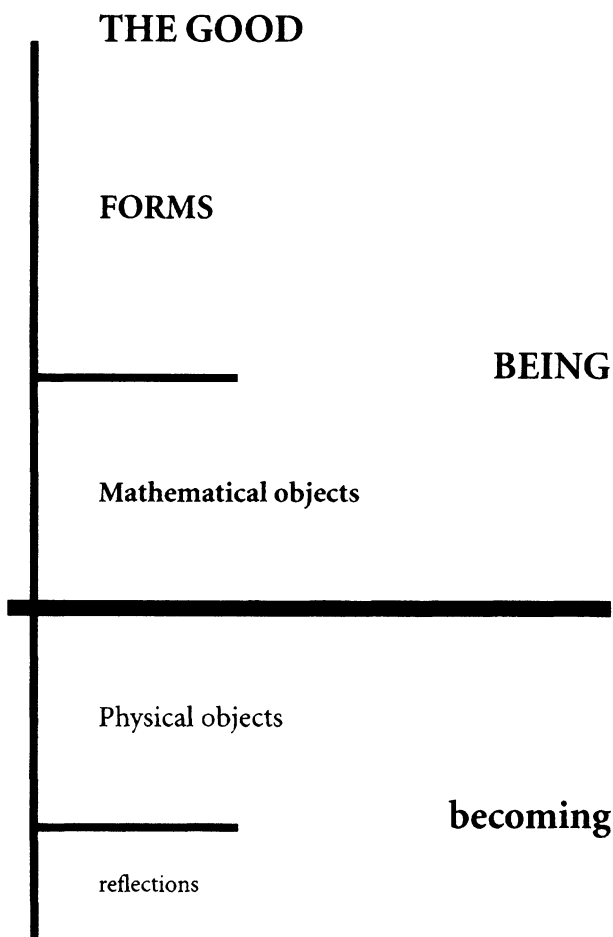 THE GOOD
FORMS
BEING
Mathematical objects
Physical objects
becoming
reflections